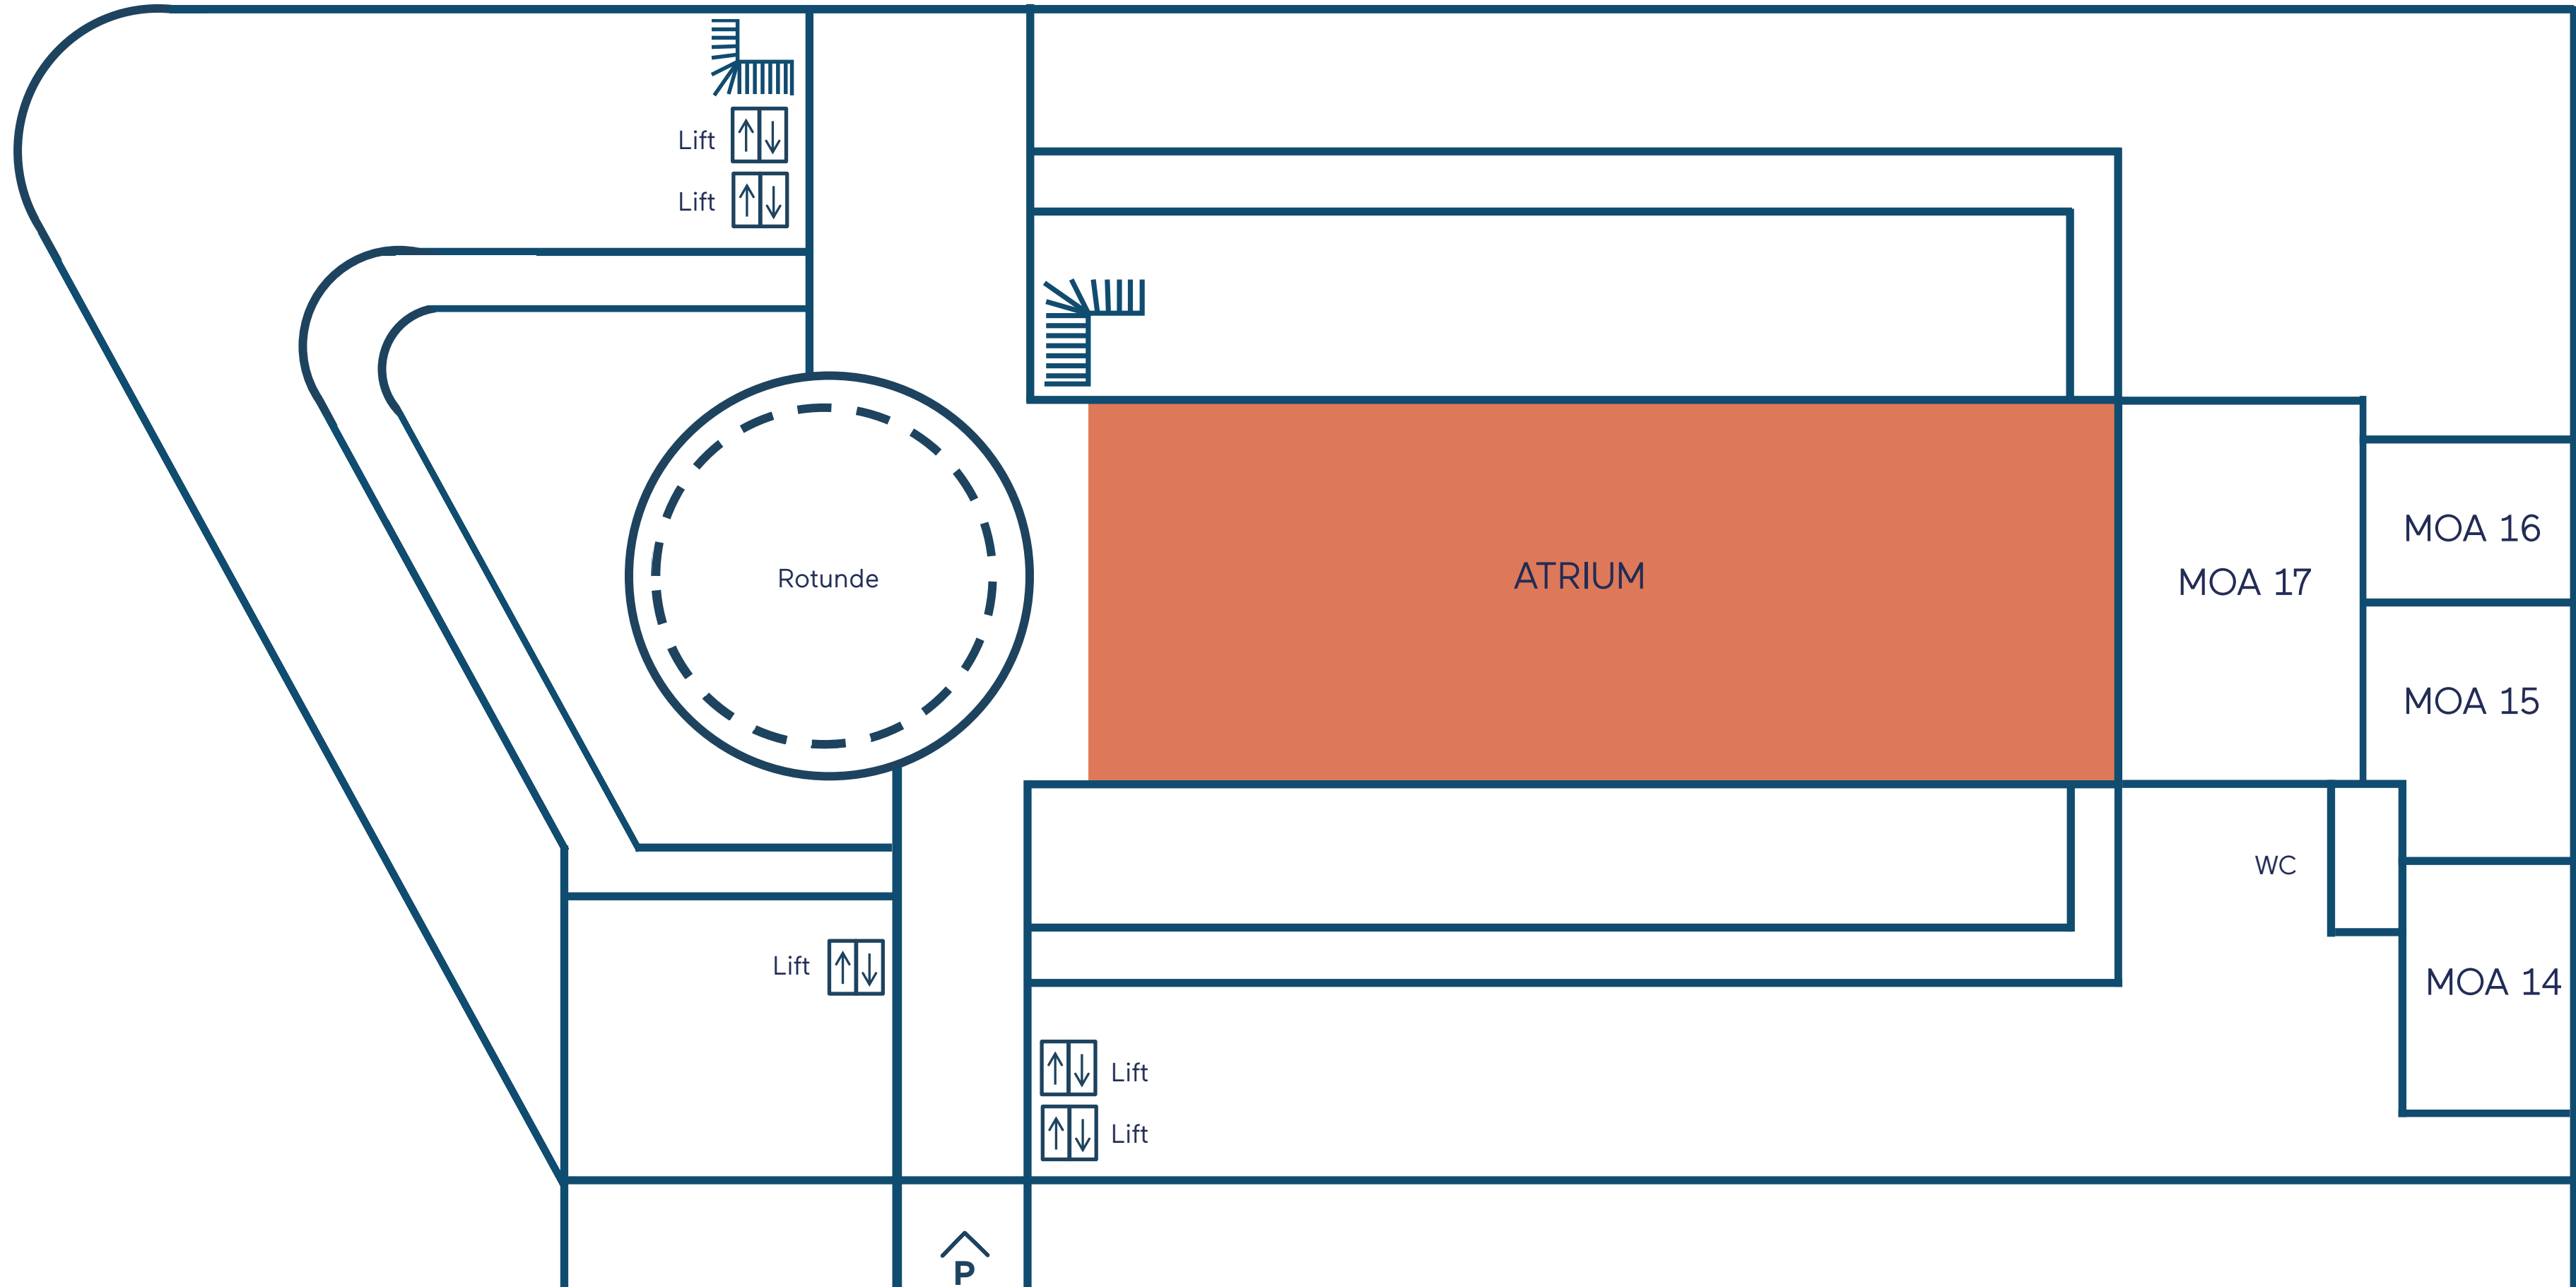 Lift
Lift
MOA 16
ATRIUM
Rotunde
MOA 17
MOA 15
WC
Lift
MOA 14
Lift
Lift
P